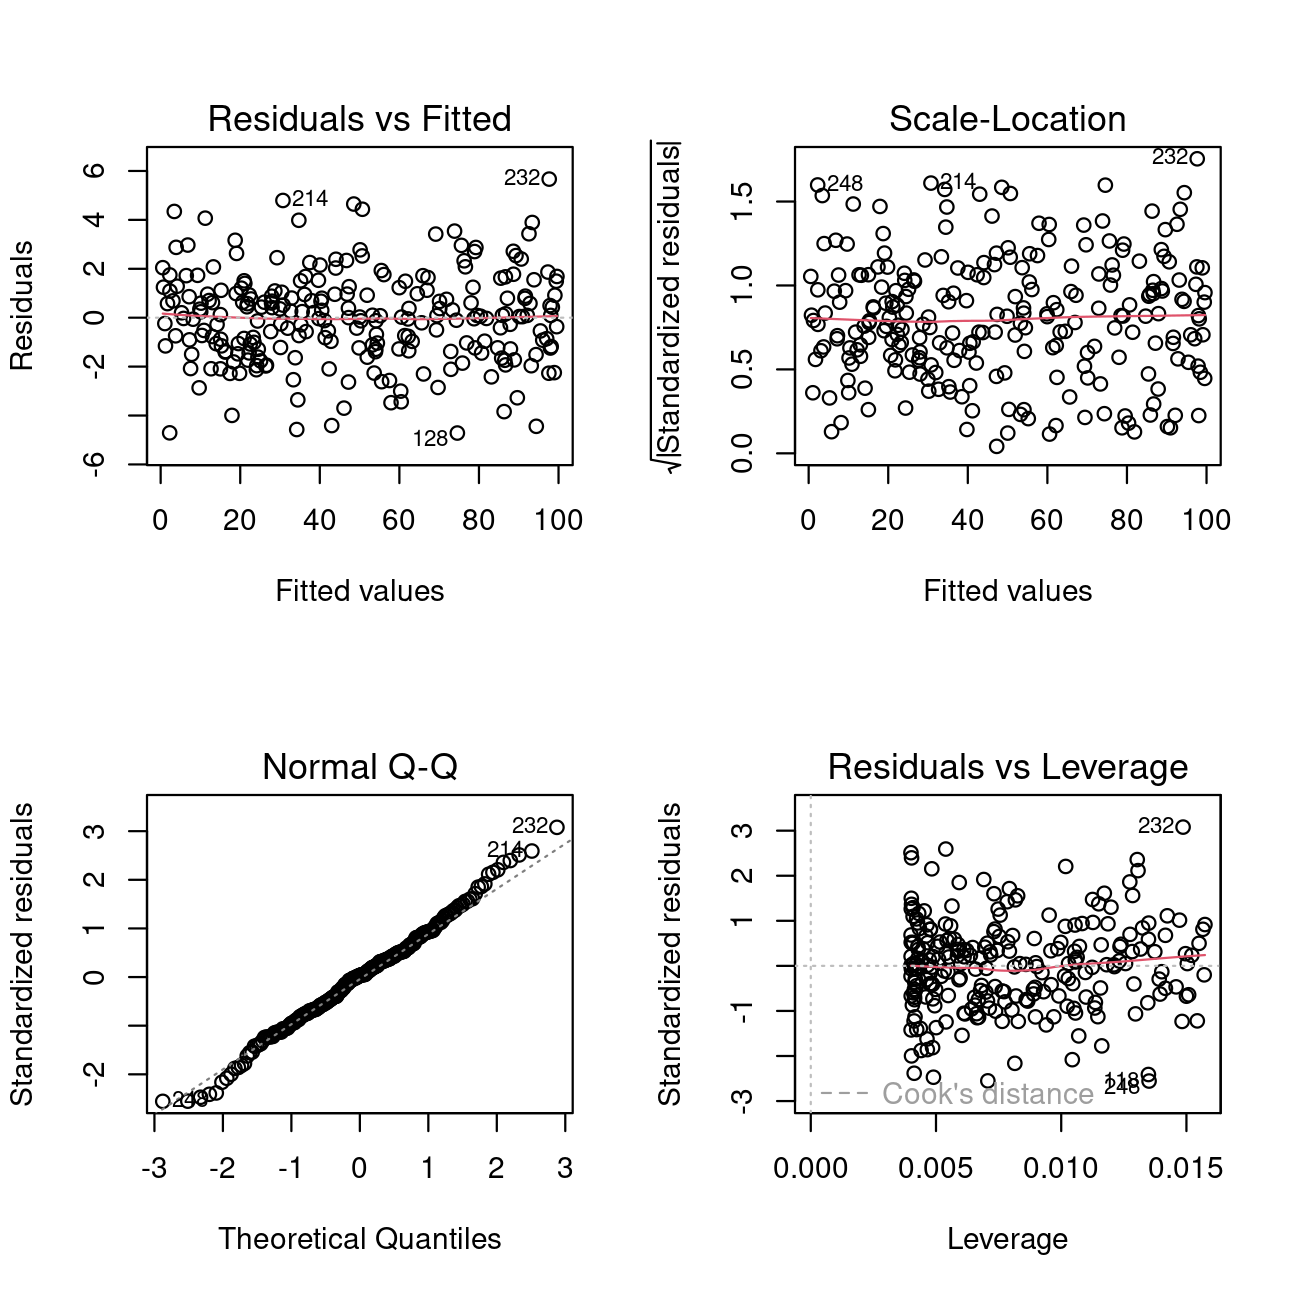 Residuals vs Fitted
Residuals
6
4
2
0
-2
-6
214
232
128
0 20 40 60 80 100
Fitted values
Scale-Location
√|Standardized residuals|
1.5
1.0
0.5
0.0
248
214
232
0 20 40 60 80 100
Fitted values
Normal Q-Q
Standardized residuals
3
2
1
0
-2
232
214
248
-3 -2 -1 0 1 2 3
Theoretical Quantiles
Residuals vs Leverage
Standardized residuals
3
2
1
-1
-3
232
118
248
Cook's distance
0.000 0.005 0.010 0.015
Leverage